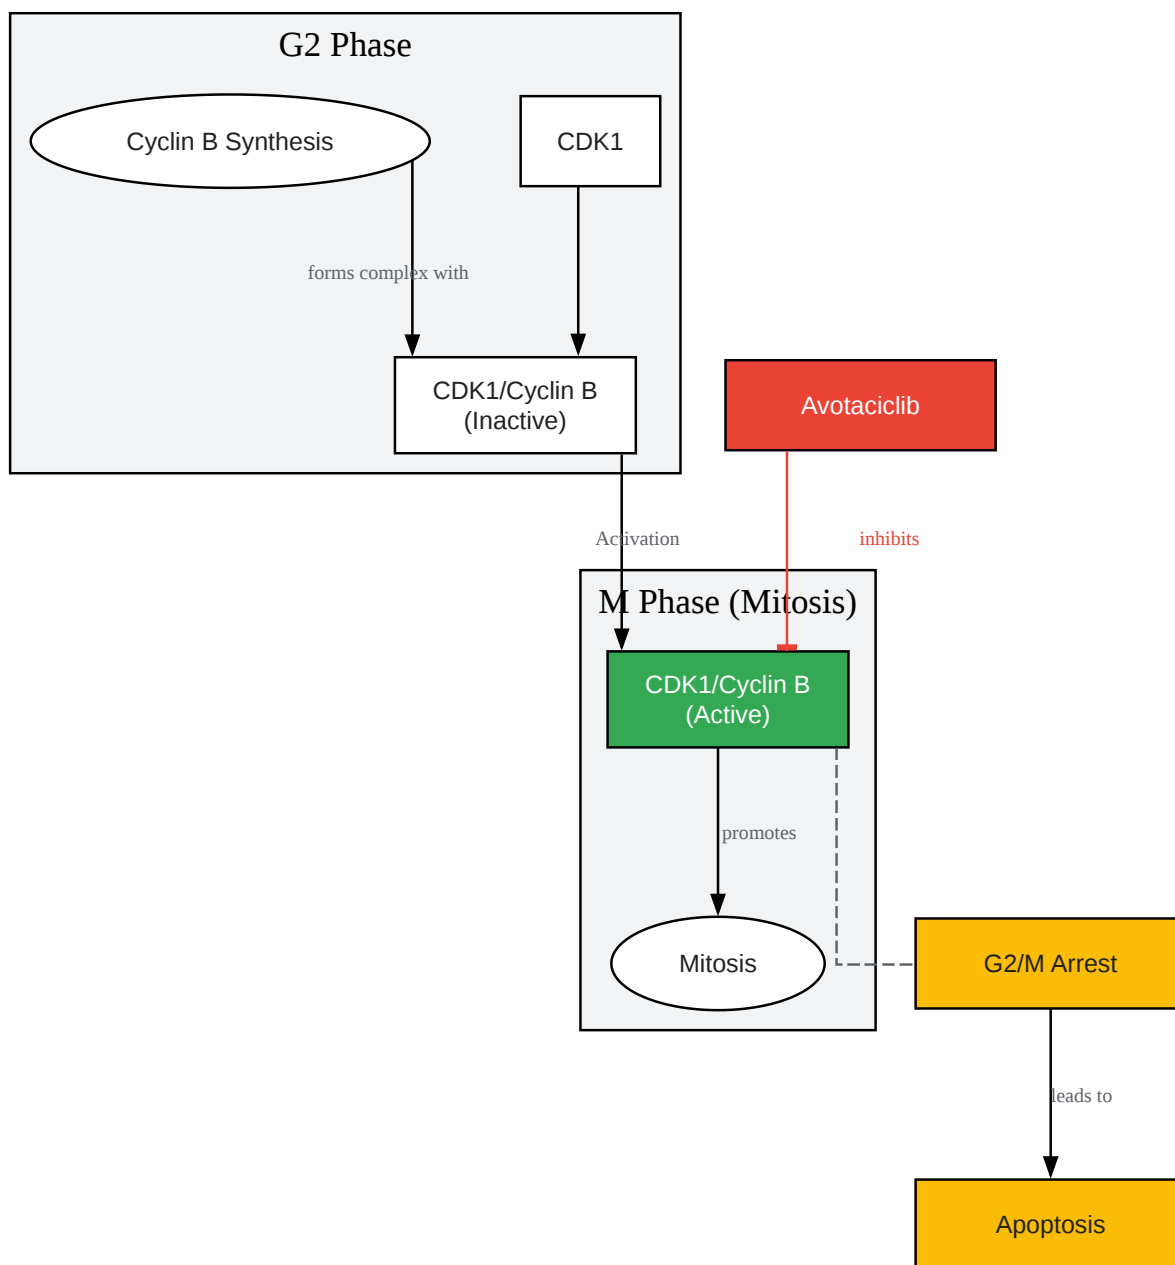 G2 Phase
Cyclin B Synthesis
CDK1
forms complex with
CDK1/Cyclin B
(Inactive)
Avotaciclib
Activation
inhibits
M Phase (Mitosis)
CDK1/Cyclin B
(Active)
promotes
Mitosis
G2/M Arrest
leads to
Apoptosis